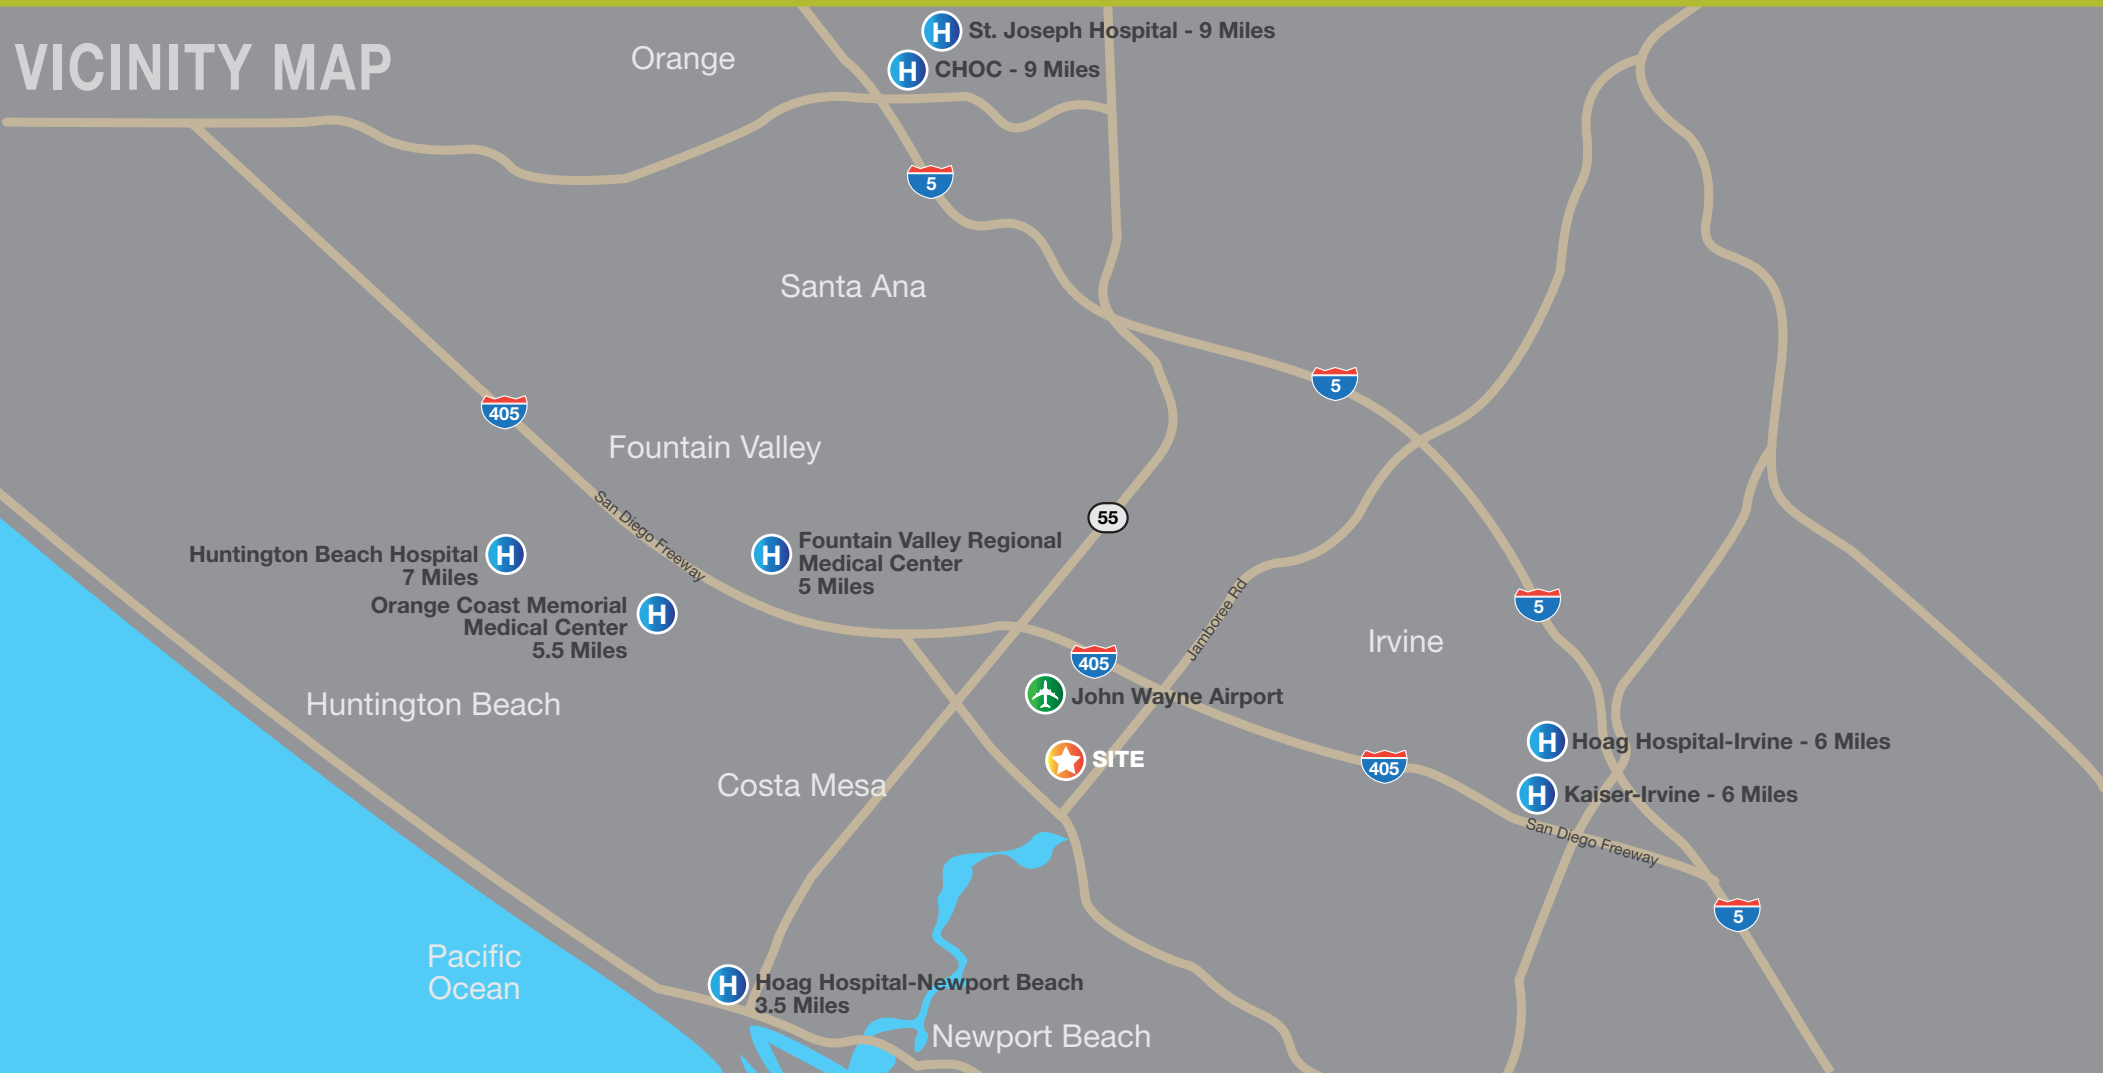 VICINITY MAP
Orange
H St. Joseph Hospital - 9 Miles
H CHOC - 9 Miles
5
Santa Ana
5
405
Fountain Valley
San Diego Freeway
55
Huntington Beach Hospital H
7 Miles
H Fountain Valley Regional
Medical Center
5 Miles
Orange Coast Memorial H
Medical Center
5.5 Miles
Jamboree Rd
5
Irvine
405
Huntington Beach
John Wayne Airport
SITE
405
H Hoag Hospital-Irvine - 6 Miles
Costa Mesa
H Kaiser-Irvine - 6 Miles
San Diego Freeway
5
Pacific
Ocean
H Hoag Hospital-Newport Beach
3.5 Miles
Newport Beach